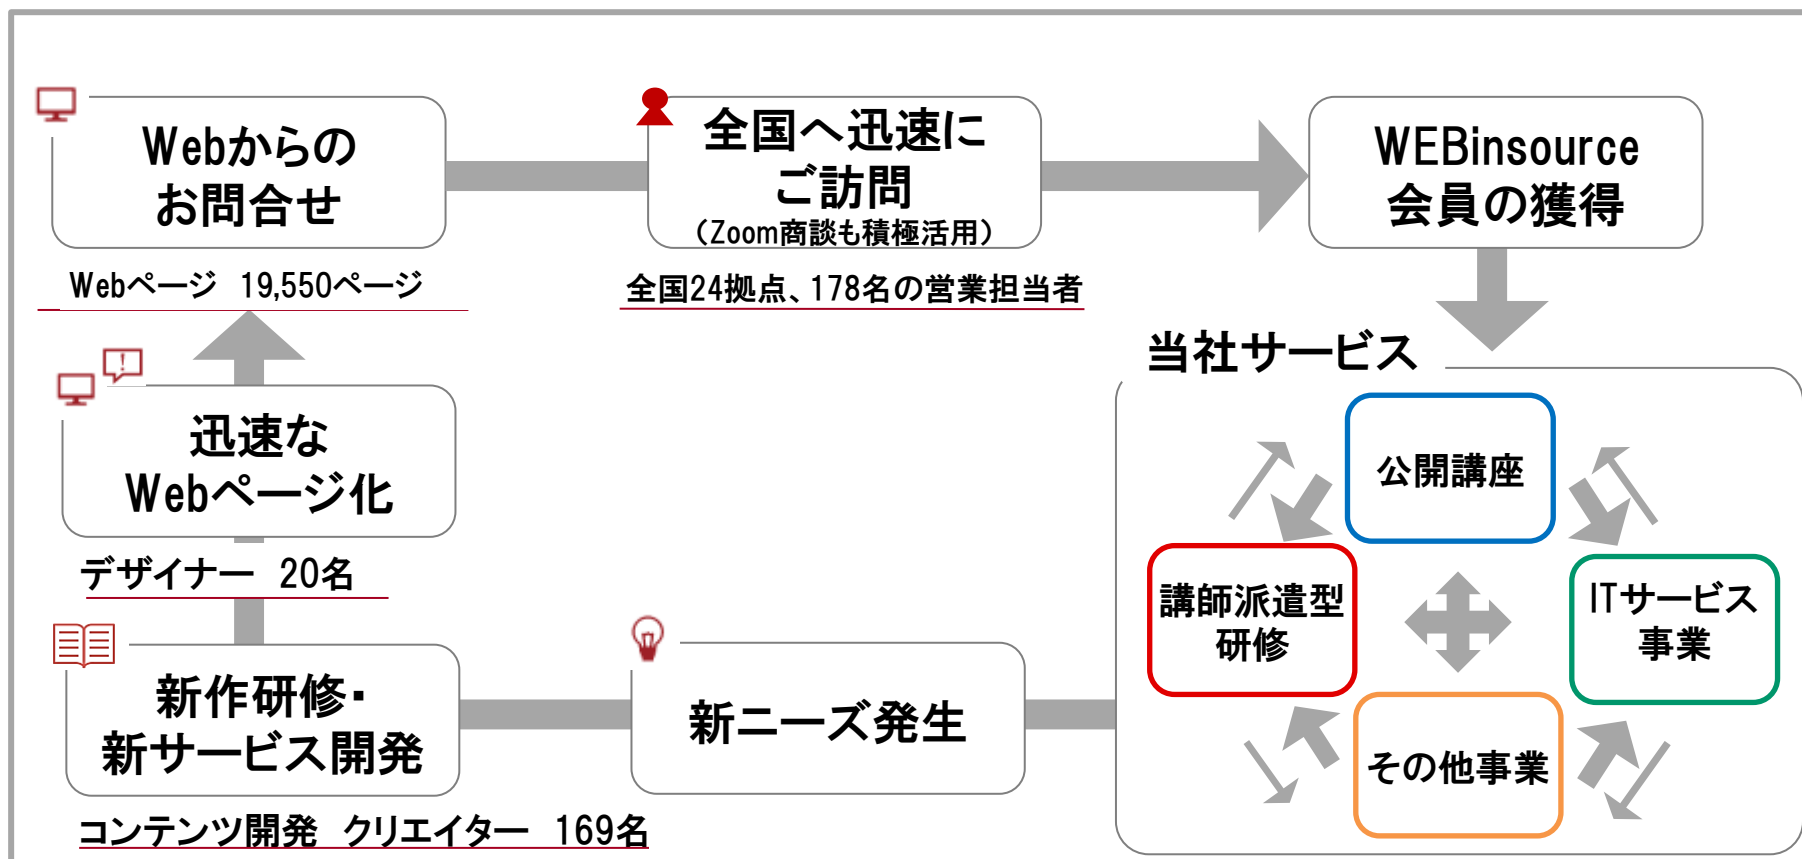 Webからの
お問合せ
Webページ　19,550ページ
全国へ迅速に
ご訪問
（Zoom商談も積極活用）
全国24拠点、178名の営業担当者
WEBinsource
会員の獲得
当社サービス
公開講座
講師派遣型
研修
ITサービス
事業
その他事業
新ニーズ発生
新作研修・
新サービス開発
コンテンツ開発　クリエイター　169名
迅速な
Webページ化
デザイナー　20名